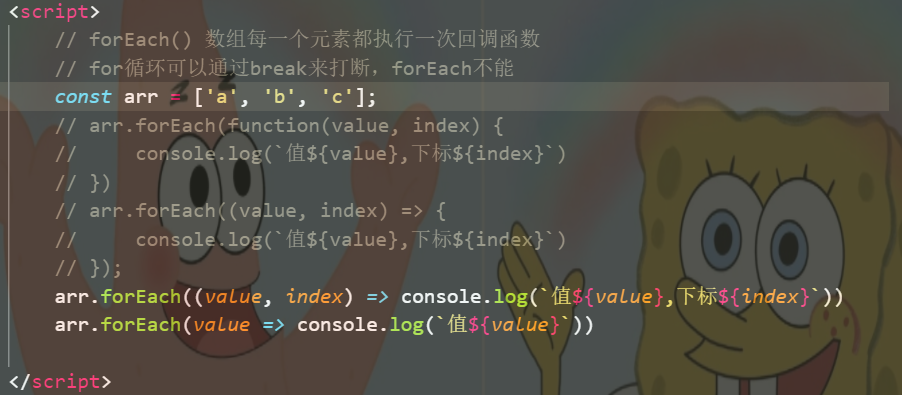 <script>
// forEach() 数组每一个元素都执行一次回调函数
// for循环可以通过break来打断，forEach不能
const arr = ['a', 'b', 'c'];
// arr.forEach(function(value, index) {
//     console.log(`值${value},下标${index}`)
// })
// arr.forEach((value, index) => {
//     console.log(`值${value},下标${index}`)
// });
arr.forEach((value, index) => console.log(`值${value},下标${index}`))
arr.forEach(value => console.log(`值${value}`))
</script>